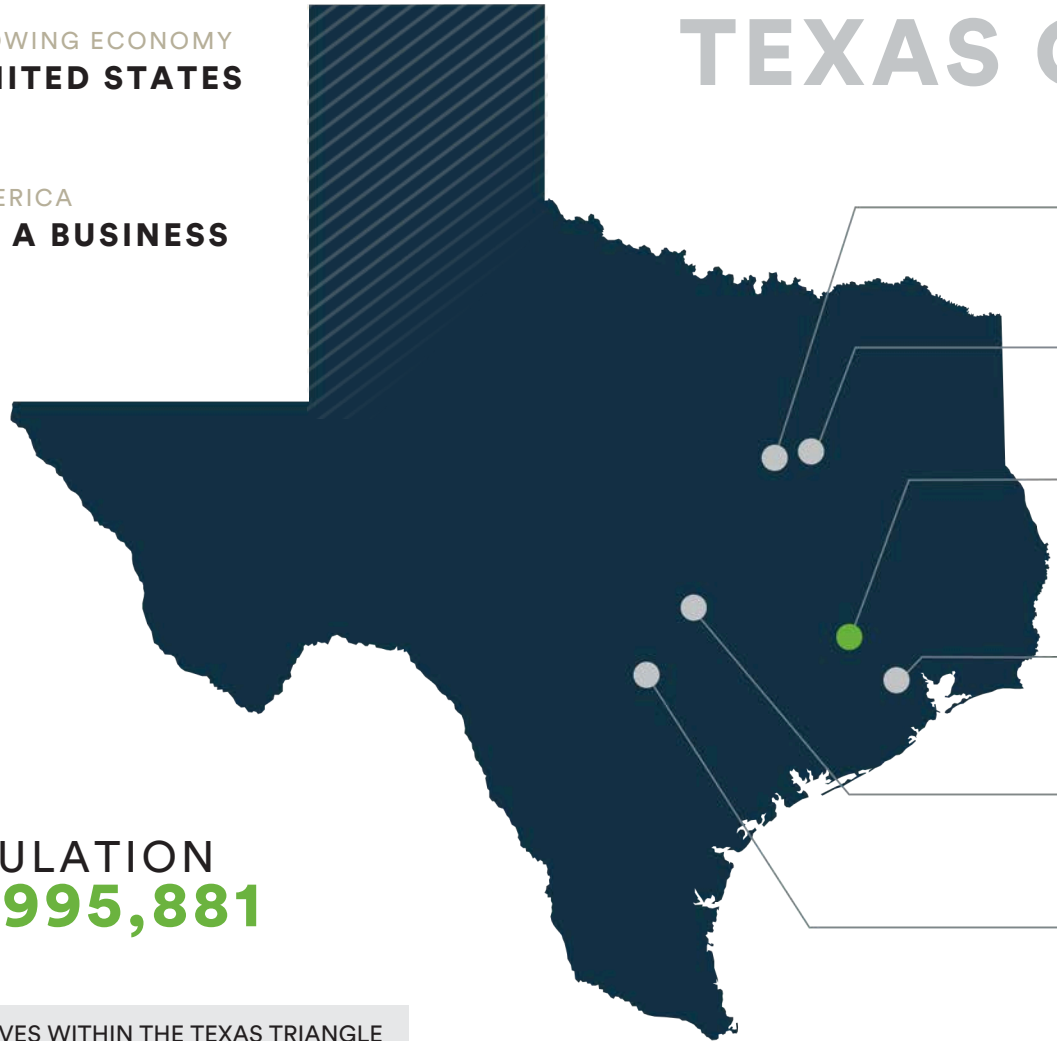 OWING ECONOMY
NITED STATES
TEXAS
ERICA
A BUSINESS
ULATION
995,881
VES WITHIN THE TEXAS TRIANGLE